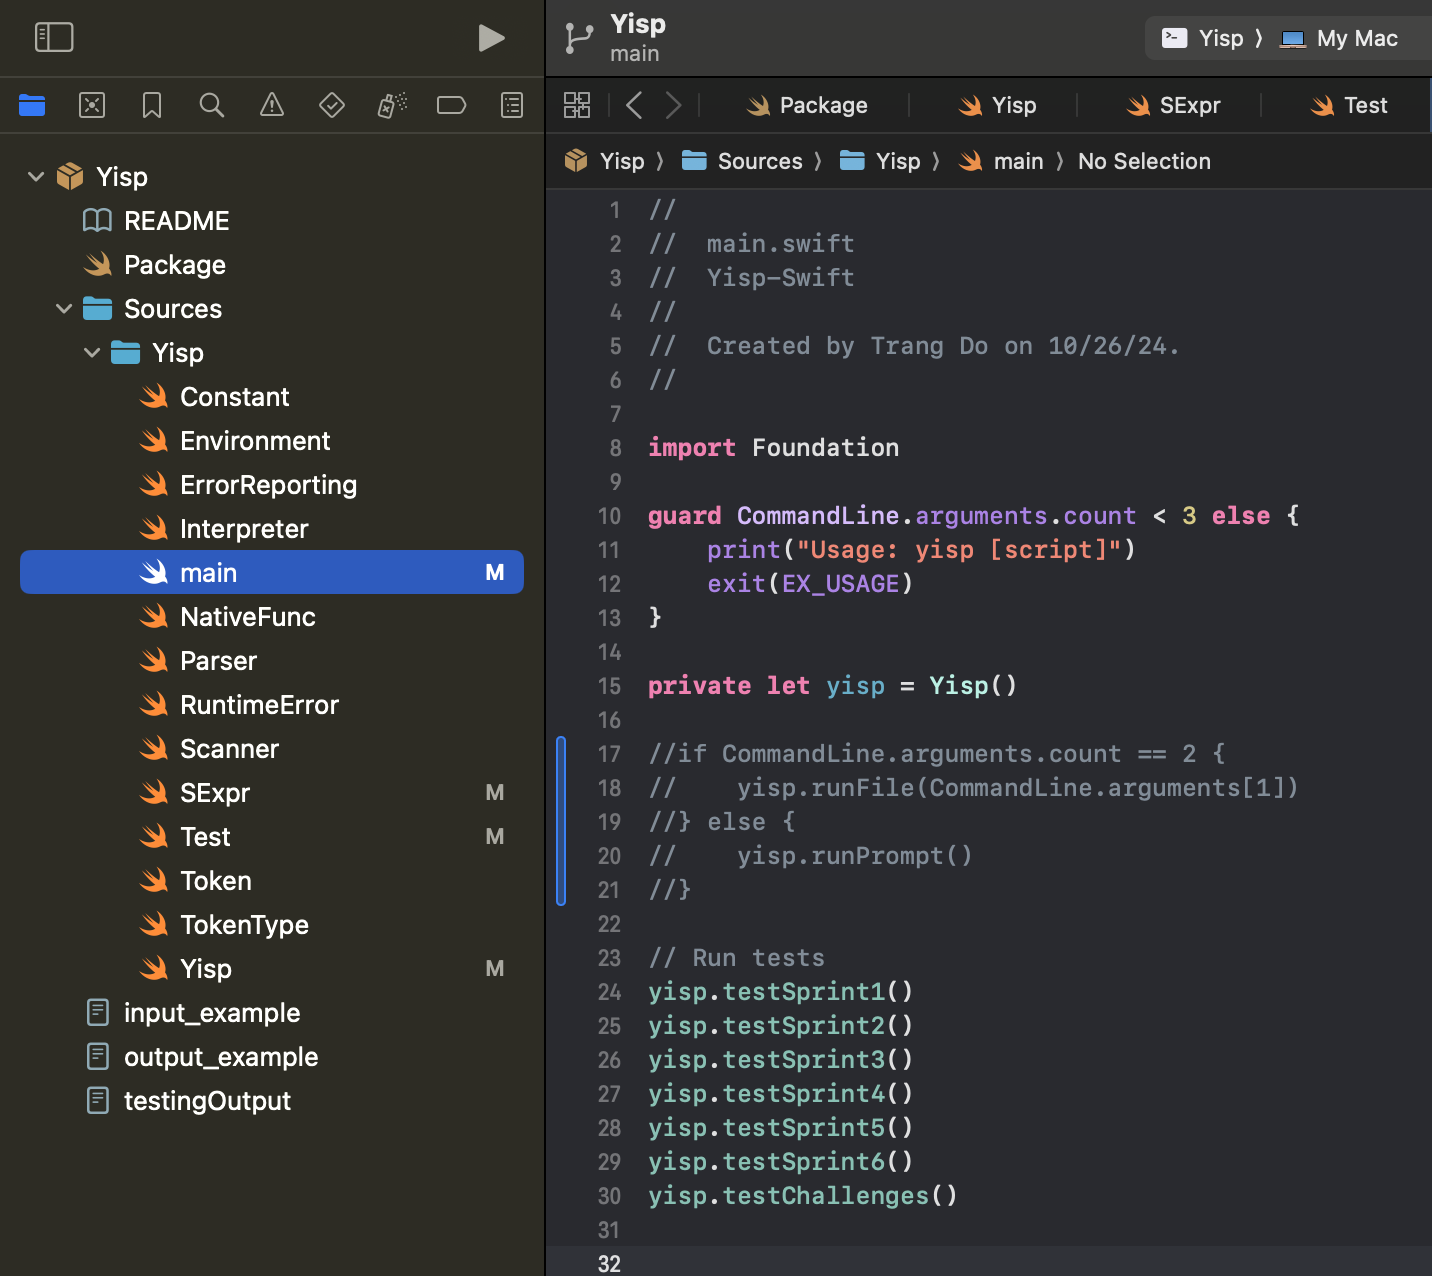 Yisp
main
Yisp ⟩ My Mac
Package
Yisp
SExpr
Test
Yisp ⟩ Sources ⟩ Yisp ⟩ main ⟩ No Selection
Yisp
README
Package
Sources
Yisp
Constant
Environment
ErrorReporting
Interpreter
main M
NativeFunc
Parser
RuntimeError
Scanner
SExpr M
Test M
Token
TokenType
Yisp M
input_example
output_example
testingOutput
1 //
2 //  main.swift
3 //  Yisp-Swift
4 //
5 //  Created by Trang Do on 10/26/24.
6 //
7
8 import Foundation
9
10 guard CommandLine.arguments.count < 3 else {
11     print("Usage: yisp [script]")
12     exit(EX_USAGE)
13 }
14
15 private let yisp = Yisp()
16
17 //if CommandLine.arguments.count == 2 {
18 //    yisp.runFile(CommandLine.arguments[1])
19 //} else {
20 //    yisp.runPrompt()
21 //}
22
23 // Run tests
24 yisp.testSprint1()
25 yisp.testSprint2()
26 yisp.testSprint3()
27 yisp.testSprint4()
28 yisp.testSprint5()
29 yisp.testSprint6()
30 yisp.testChallenges()
31
32